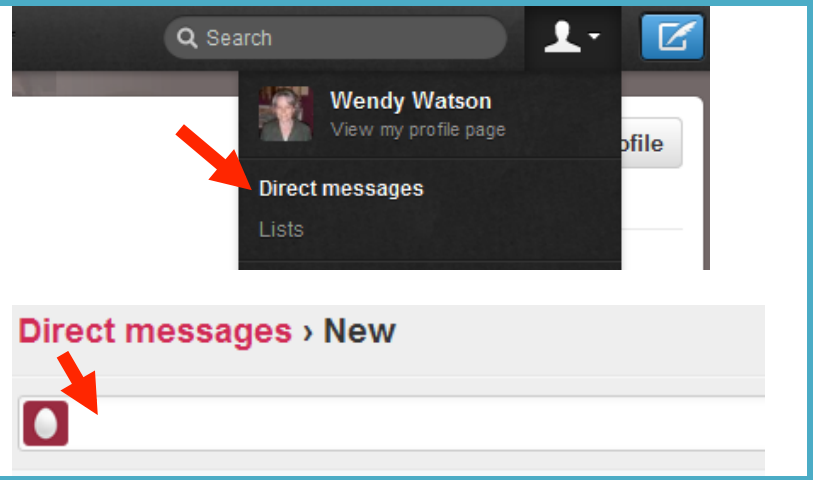 Search
Wendy Watson
View my profile page
ofile
Direct messages
Lists
Direct messages › New